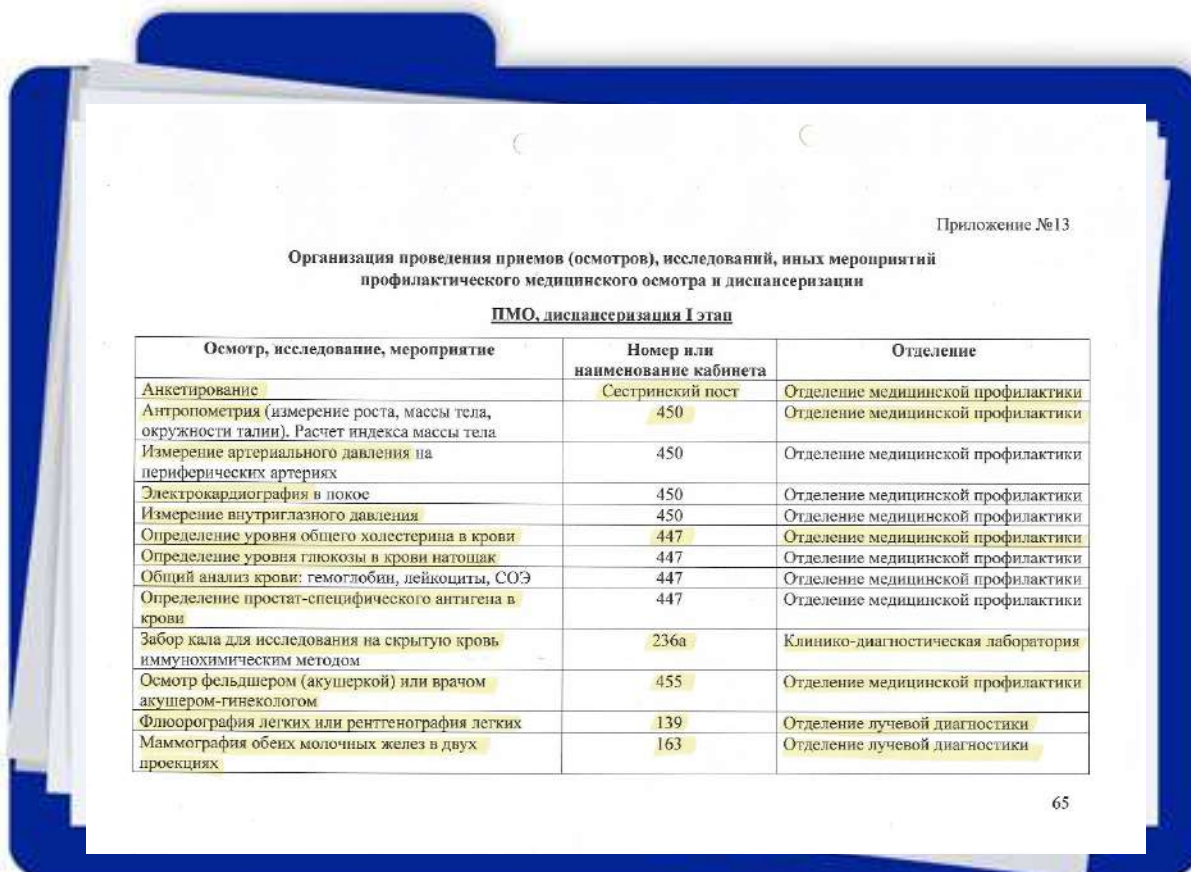 Приложение №13
Организация проведения приемов (осмотров), исследований, иных мероприятий
профилактического медицинского осмотра и диспансеризации
ПМО, диспансеризация I этап
Осмотр, исследование, мероприятие | Номер или наименование кабинета | Отделение
Анкетирование | Сестринский пост | Отделение медицинской профилактики
Антропометрия (измерение роста, массы тела, окружности талии). Расчет индекса массы тела | 450 | Отделение медицинской профилактики
Измерение артериального давления на периферических артериях | 450 | Отделение медицинской профилактики
Электрокардиография в покое | 450 | Отделение медицинской профилактики
Измерение внутриглазного давления | 450 | Отделение медицинской профилактики
Определение уровня общего холестерина в крови | 447 | Отделение медицинской профилактики
Определение уровня глюкозы в крови натощак | 447 | Отделение медицинской профилактики
Общий анализ крови: гемоглобин, лейкоциты, СОЭ | 447 | Отделение медицинской профилактики
Определение простат-специфического антигена в крови | 447 | Отделение медицинской профилактики
Забор кала для исследования на скрытую кровь иммунохимическим методом | 236а | Клинико-диагностическая лаборатория
Осмотр фельдшером (акушеркой) или врачом акушером-гинекологом | 455 | Отделение медицинской профилактики
Флюорография легких или рентгенография легких | 139 | Отделение лучевой диагностики
Маммография обеих молочных желез в двух проекциях | 163 | Отделение лучевой диагностики
65